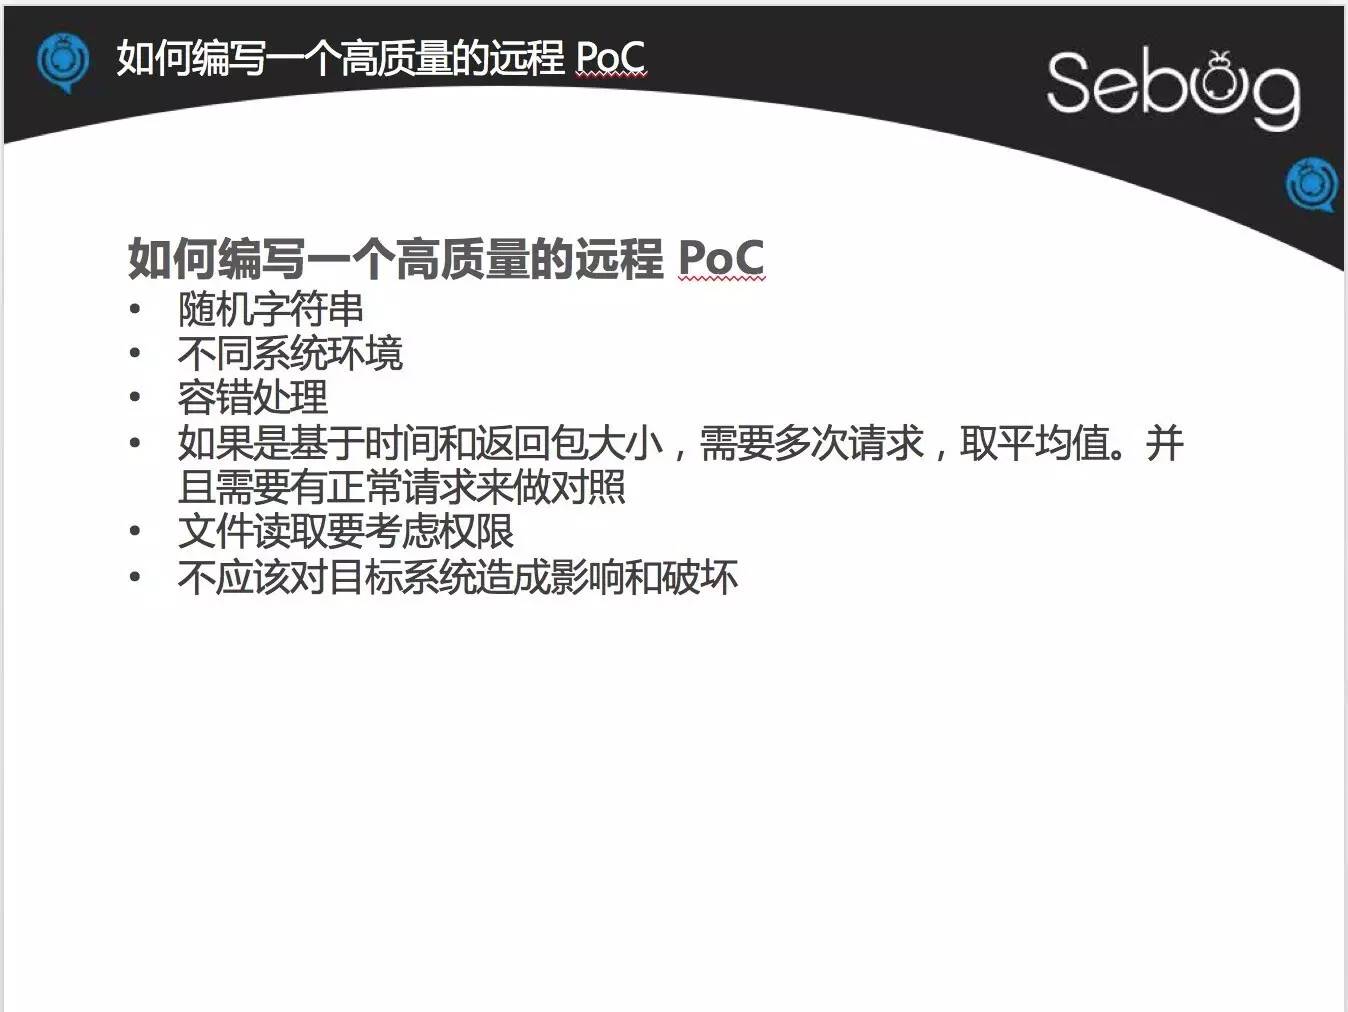 如何编写一个高质量的远程 PoC
Sebug
如何编写一个高质量的远程 PoC
• 随机字符串
• 不同系统环境
• 容错处理
• 如果是基于时间和返回包大小，需要多次请求，取平均值。并
且需要有正常请求来做对照
• 文件读取要考虑权限
• 不应该对目标系统造成影响和破坏